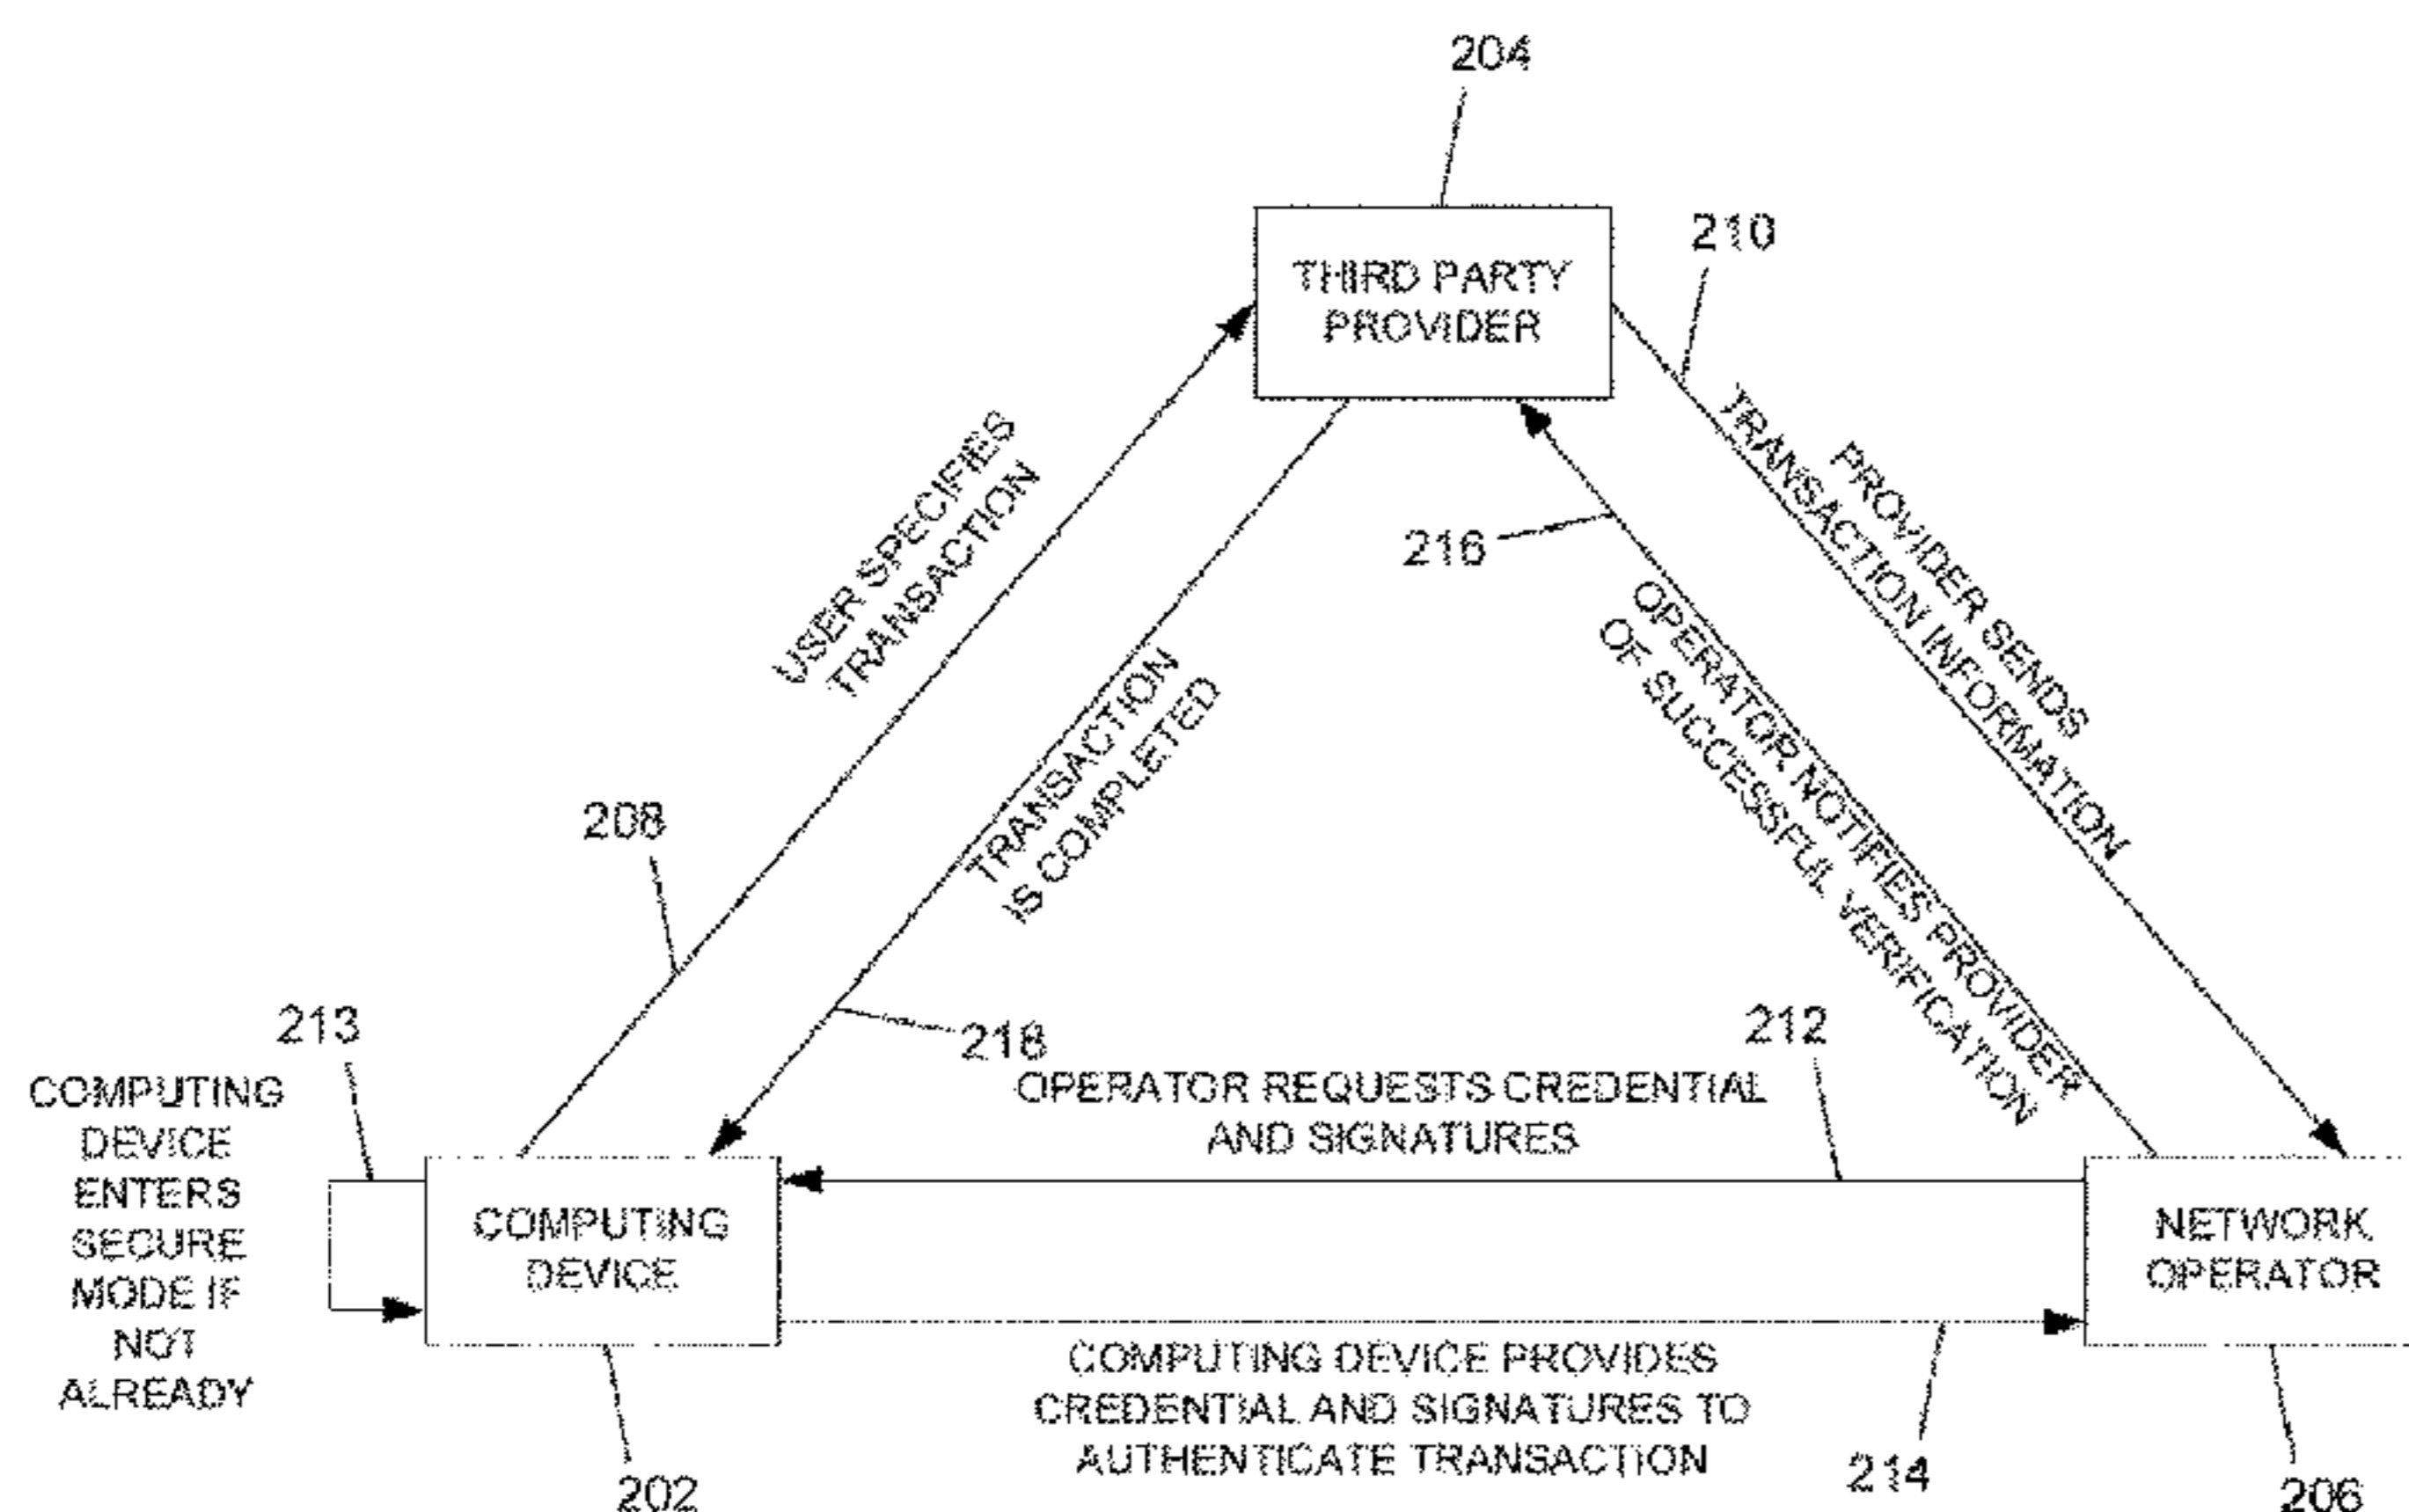 204
THIRD PARTY
PROVIDER
210
PROVIDER SENDS
TRANSACTION INFORMATION
216
OPERATOR NOTIFIES PROVIDER
OF SUCCESSFUL VERIFICATION
USER SPECIFIES
TRANSACTION
TRANSACTION
IS COMPLETED
208
218
213
COMPUTING
DEVICE
ENTERS
SECURE
MODE IF
NOT
ALREADY
212
OPERATOR REQUESTS CREDENTIAL
AND SIGNATURES
COMPUTING
DEVICE
NETWORK
OPERATOR
COMPUTING DEVICE PROVIDES
CREDENTIAL AND SIGNATURES TO
AUTHENTICATE TRANSACTION
214
202
206